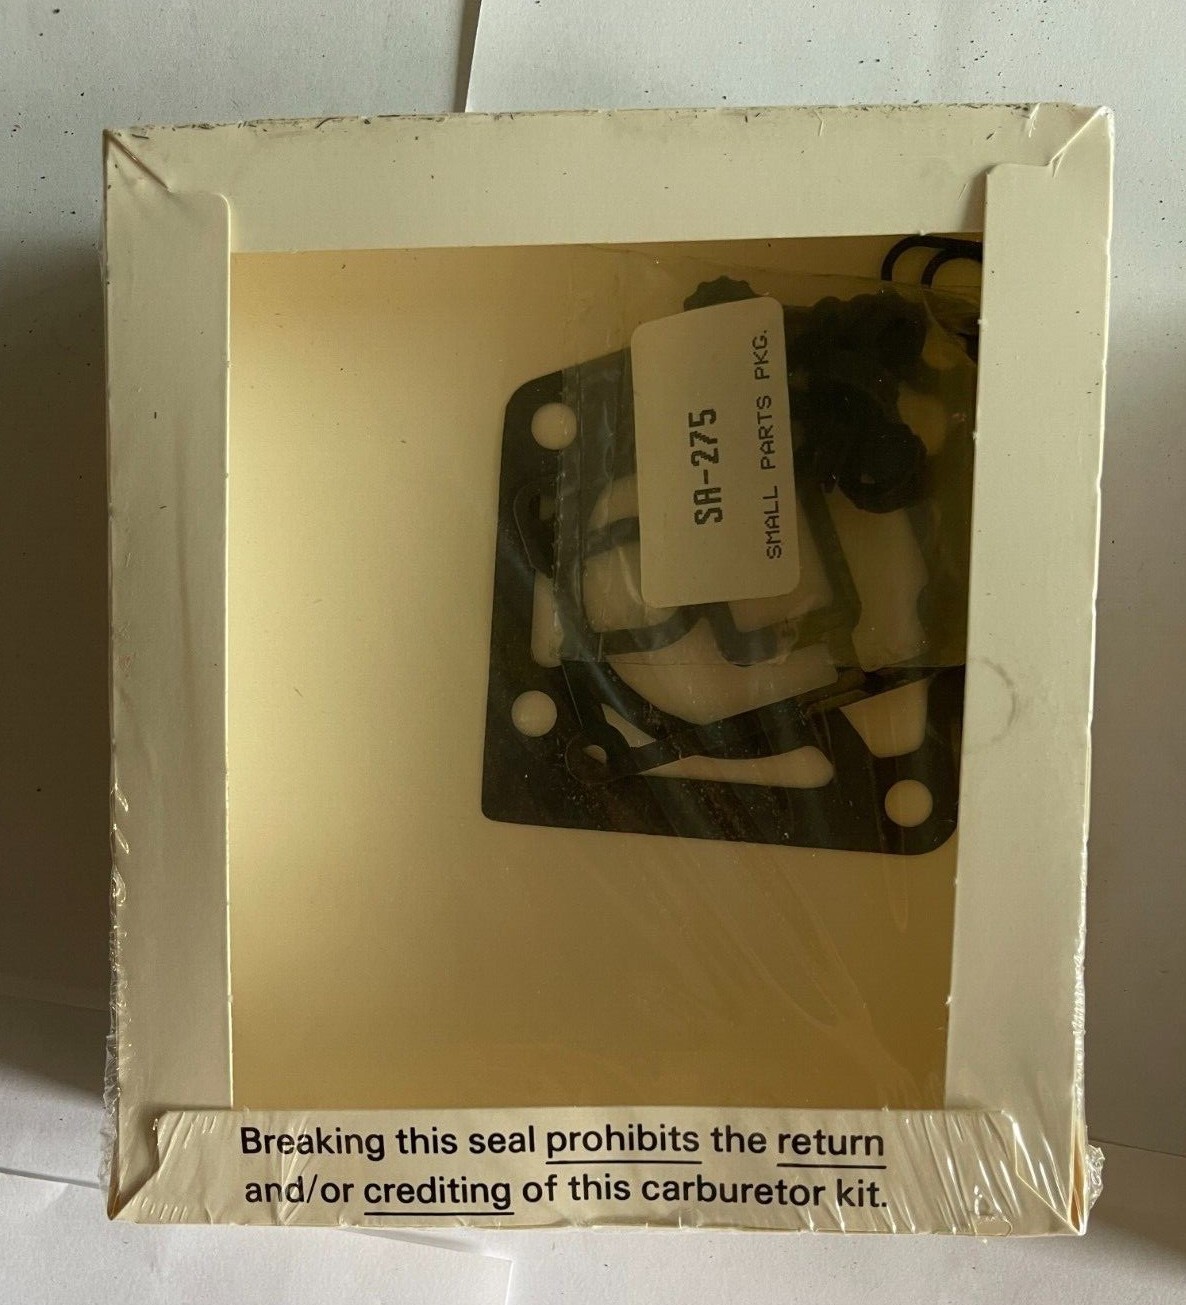 SA-275
SMALL PARTS PKG.
Breaking this seal prohibits the return
and/or crediting of this carburetor kit.